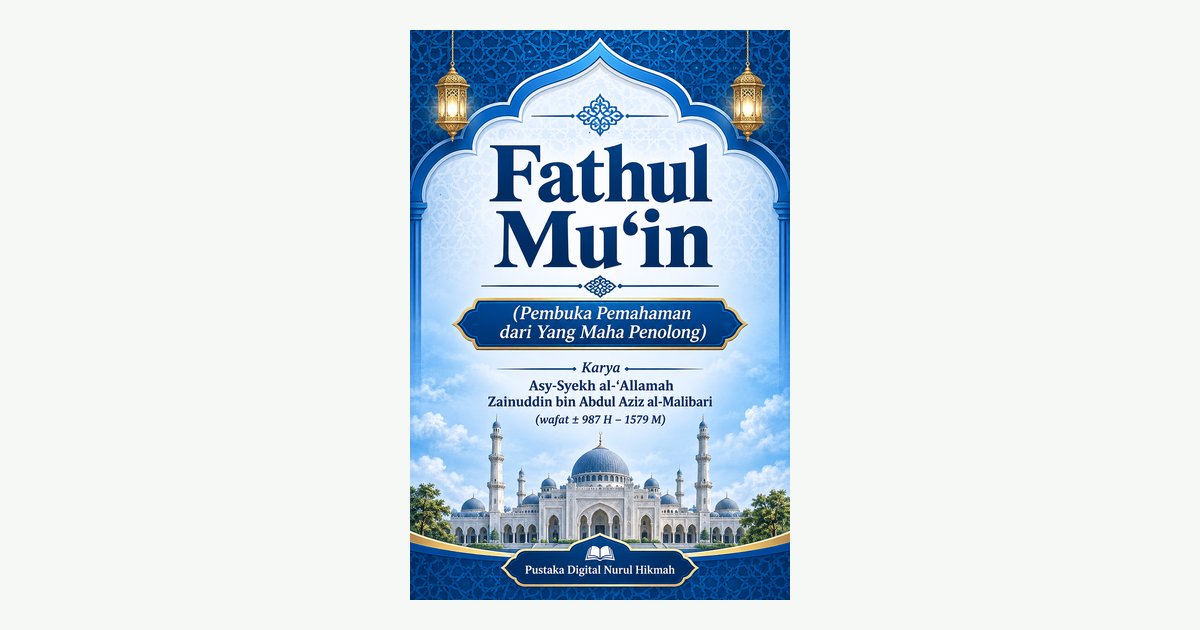 Fathul
Mu‘in
(Pembuka Pemahaman
dari Yang Maha Penolong)
Karya
Asy-Syekh al-‘Allamah
Zainuddin bin Abdul Aziz al-Malibari
(wafat ± 987 H – 1579 M)
Pustaka Digital Nurul Hikmah